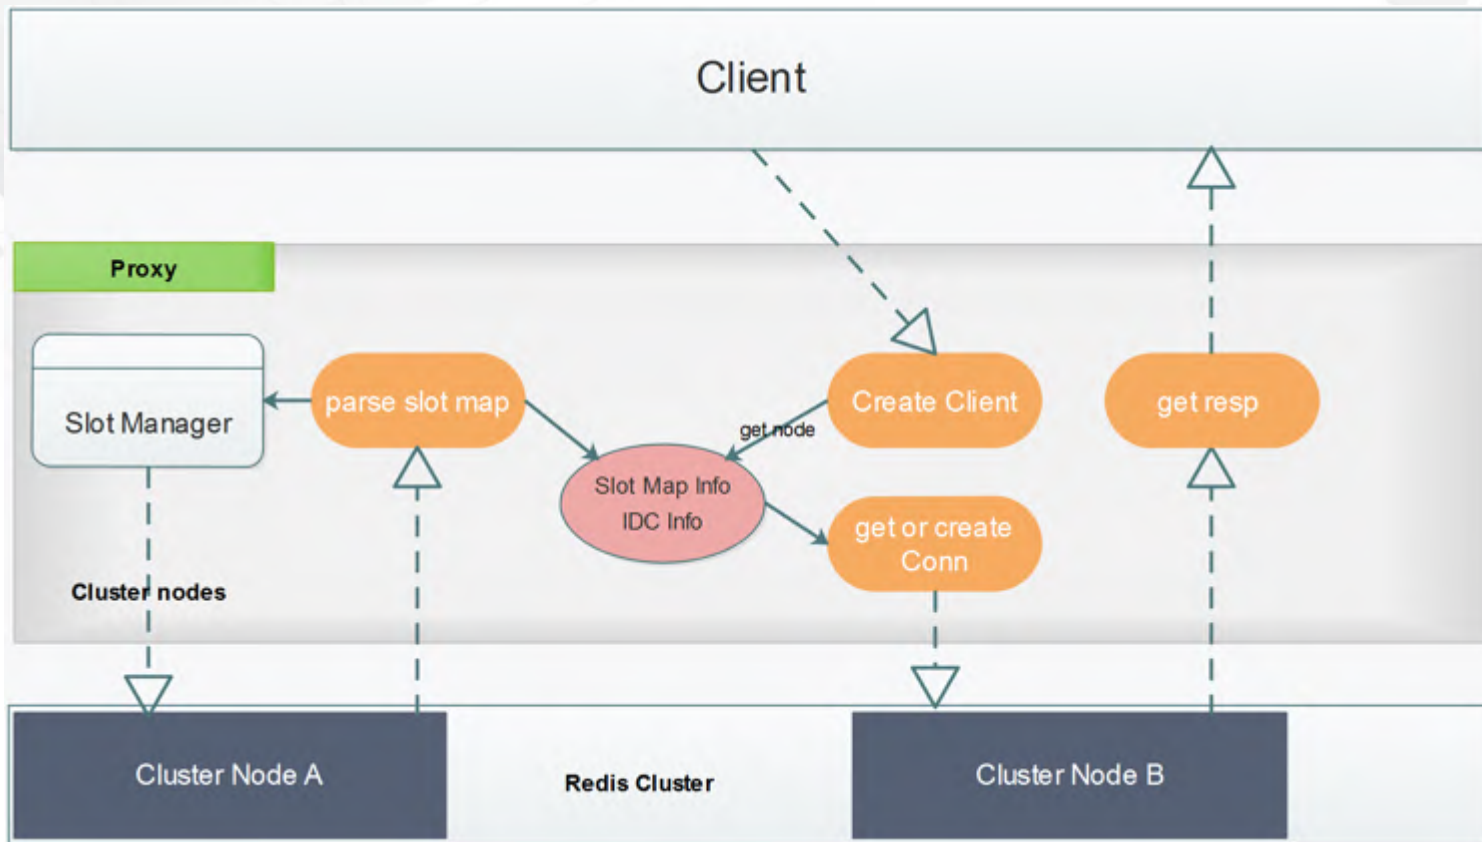 Client
Proxy
Slot Manager
parse slot map
Create Client
get resp
get node
Slot Map Info
IDC Info
get or create
Conn
Cluster nodes
Cluster Node A
Redis Cluster
Cluster Node B